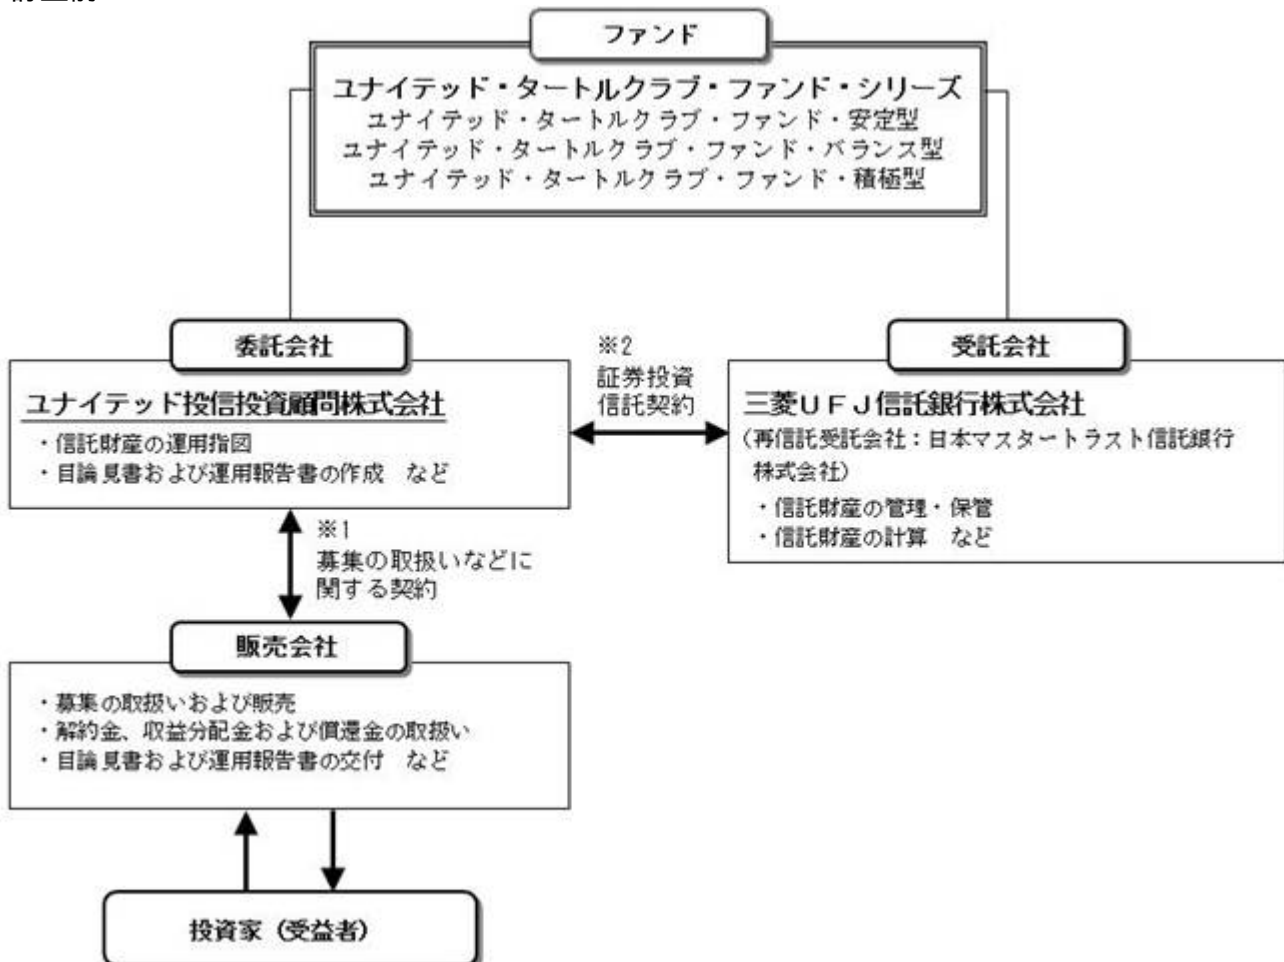 ファンド
ユナイテッド・タートルクラブ・ファンド・シリーズ
ユナイテッド・タートルクラブ・ファンド・安定型
ユナイテッド・タートルクラブ・ファンド・バランス型
ユナイテッド・タートルクラブ・ファンド・積極型
委託会社
ユナイテッド投信投資顧問株式会社
・信託財産の運用指図
・目論見書および運用報告書の作成　など
※2
証券投資
信託契約
受託会社
三菱ＵＦＪ信託銀行株式会社
（再信託受託会社：日本マスタートラスト信託銀行
株式会社）
・信託財産の管理・保管
・信託財産の計算　など
※1
募集の取扱いなどに
関する契約
販売会社
・募集の取扱いおよび販売
・解約金、収益分配金および償還金の取扱い
・目論見書および運用報告書の交付　など
投資家（受益者）